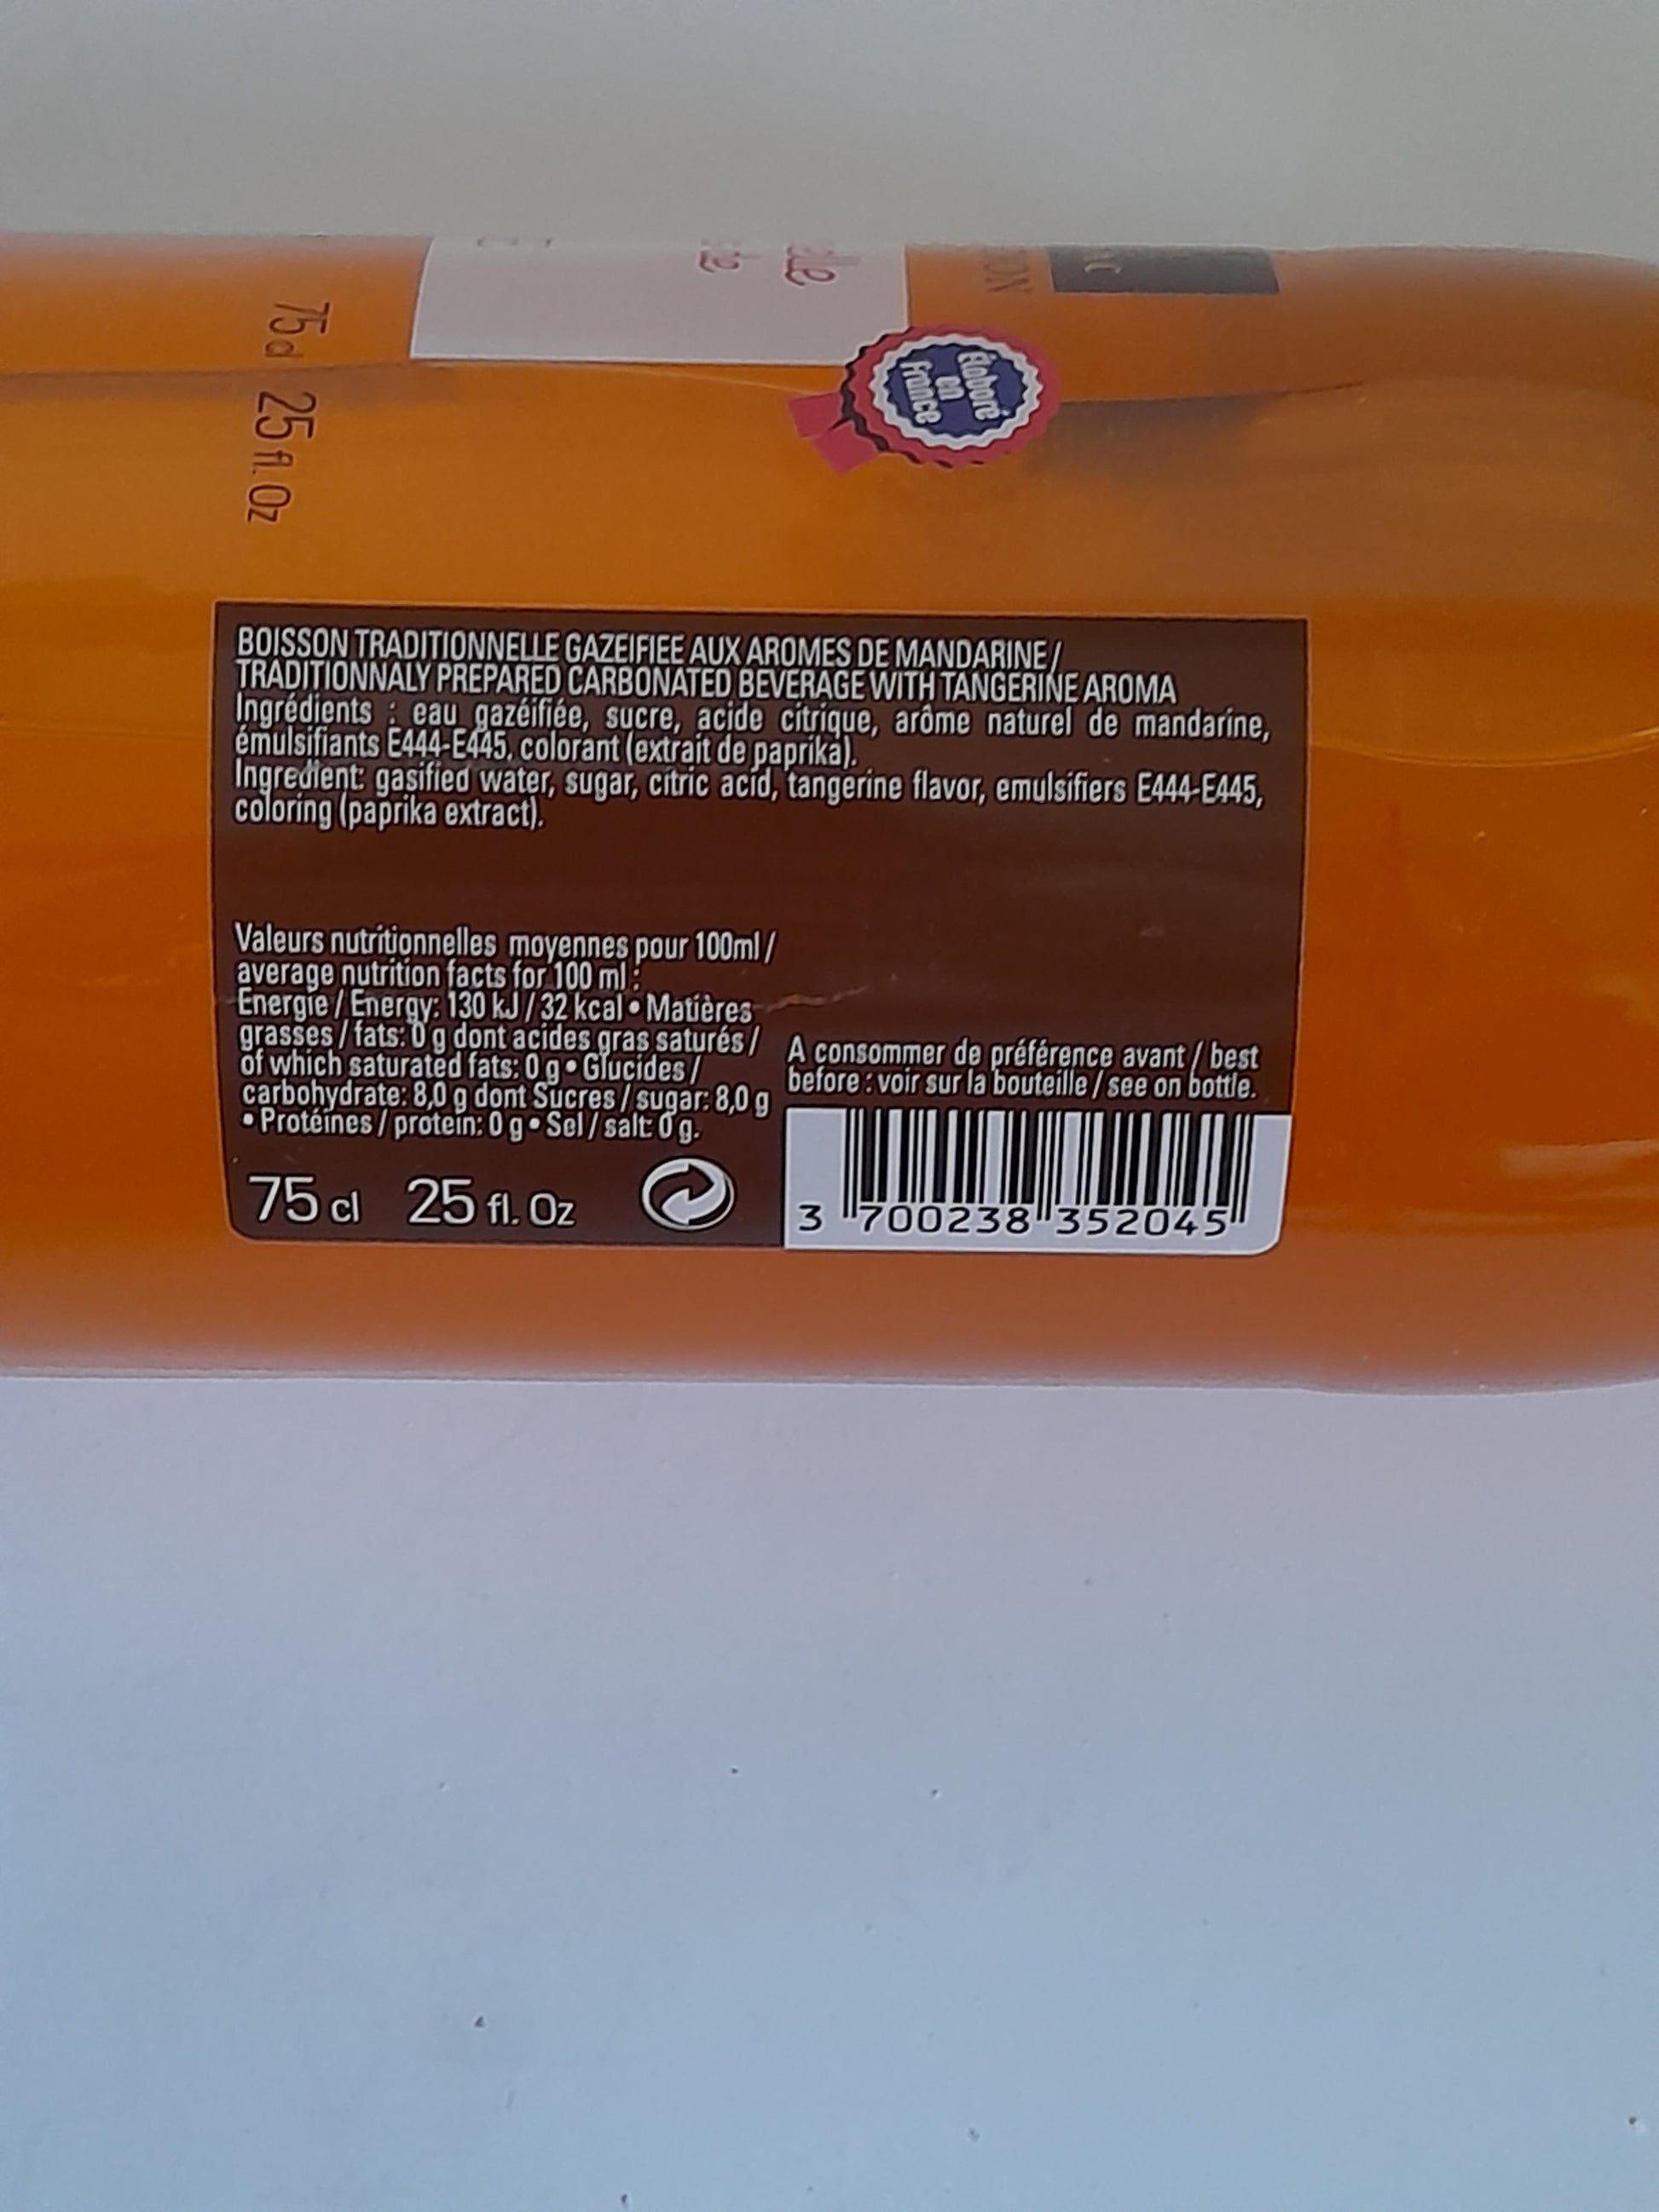 75 cl 25 fl. Oz
Élaboré
en
France
BOISSON TRADITIONNELLE GAZEIFIEE AUX AROMES DE MANDARINE /
TRADITIONNALY PREPARED CARBONATED BEVERAGE WITH TANGERINE AROMA
Ingrédients : eau gazéifiée, sucre, acide citrique, arôme naturel de mandarine,
émulsifiants E444-E445, colorant (extrait de paprika).
Ingredient: gasified water, sugar, citric acid, tangerine flavor, emulsifiers E444-E445,
coloring (paprika extract).
Valeurs nutritionnelles moyennes pour 100ml /
average nutrition facts for 100 ml :
Energie / Energy: 130 kJ / 32 kcal • Matières
grasses / fats: 0 g dont acides gras saturés /
of which saturated fats: 0 g • Glucides /
carbohydrate: 8,0 g dont Sucres / sugar: 8,0 g
• Protéines / protein: 0 g • Sel / salt: 0 g.
75 cl 25 fl. Oz
A consommer de préférence avant / best
before : voir sur la bouteille / see on bottle.
3 700238 352045